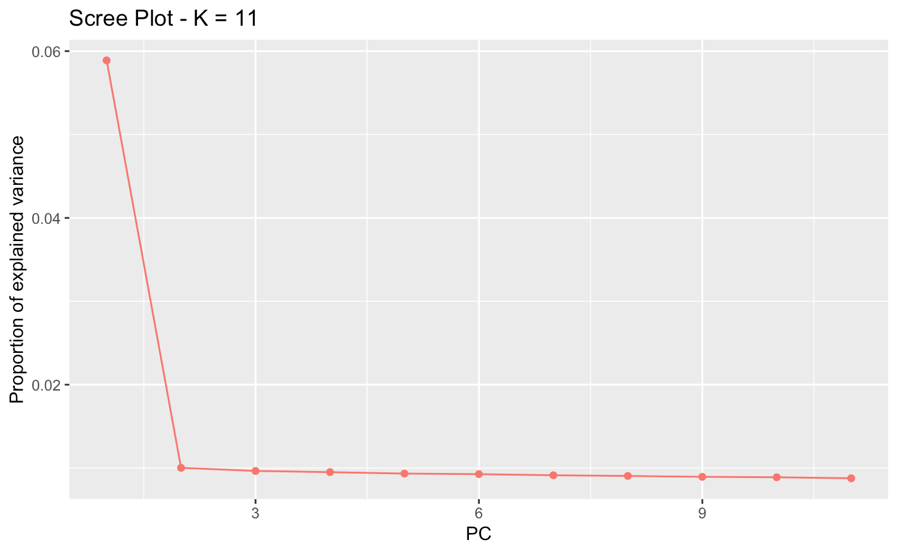 Scree Plot - K = 11
0.06
0.04
0.02
Proportion of explained variance
3
6
9
PC